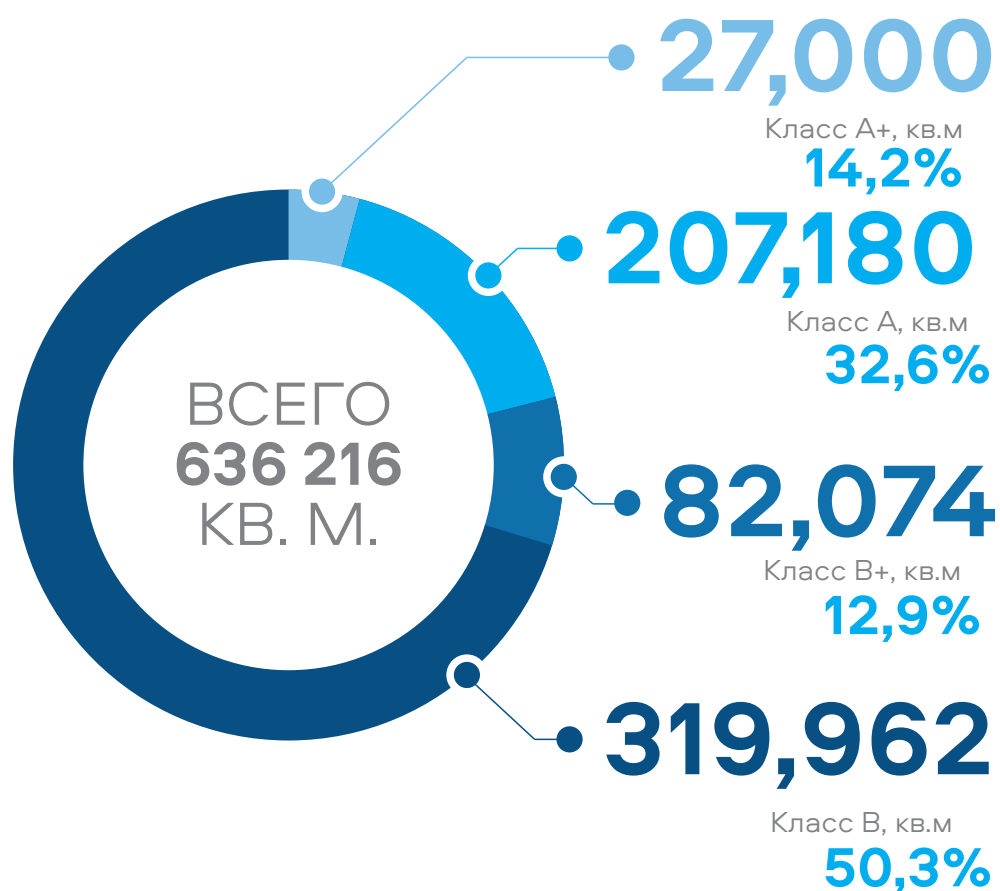 27,000
Класс А+, кв.м
14,2%
207,180
Класс А, кв.м
32,6%
ВСЕГО
636 216
КВ. М.
82,074
Класс В+, кв.м
12,9%
319,962
Класс В, кв.м
50,3%